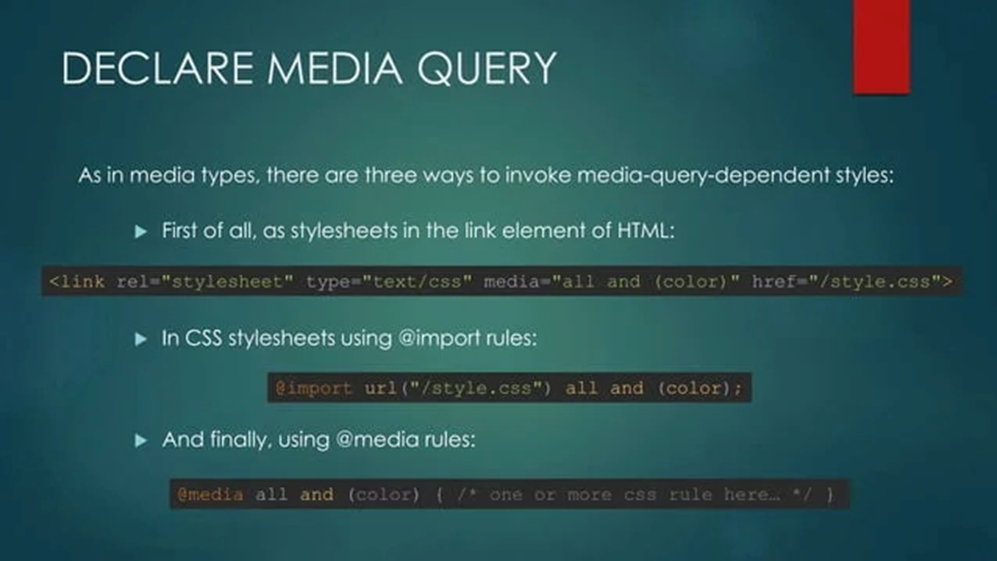 DECLARE MEDIA QUERY
As in media types, there are three ways to invoke media-query-dependent styles:
First of all, as stylesheets in the link element of HTML:
<link rel="stylesheet" type="text/css" media="all and (color)" href="/style.css">
In CSS stylesheets using @import rules:
@import url("/style.css") all and (color);
And finally, using @media rules:
@media all and (color) { /* one or more css rule here… */ }